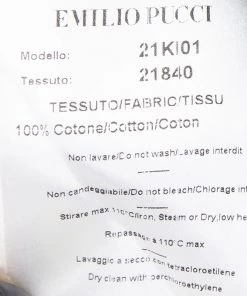 EMILIO PUCCI
Modello: 21KI01
Tessuto: 21840
TESSUTO/FABRIC/TISSU
100% Cotone/Cotton/Coton
Non lavare/Do not wash/Lavage interdit
Non candeggiabile/Do not bleach/Chlorage inter
Stirare max 110°C/Iron, Steam or Dry, low he
Repassage à 110°C max
Lavaggio a secco con tetracloroetilene
Dry clean with perchloroethylene